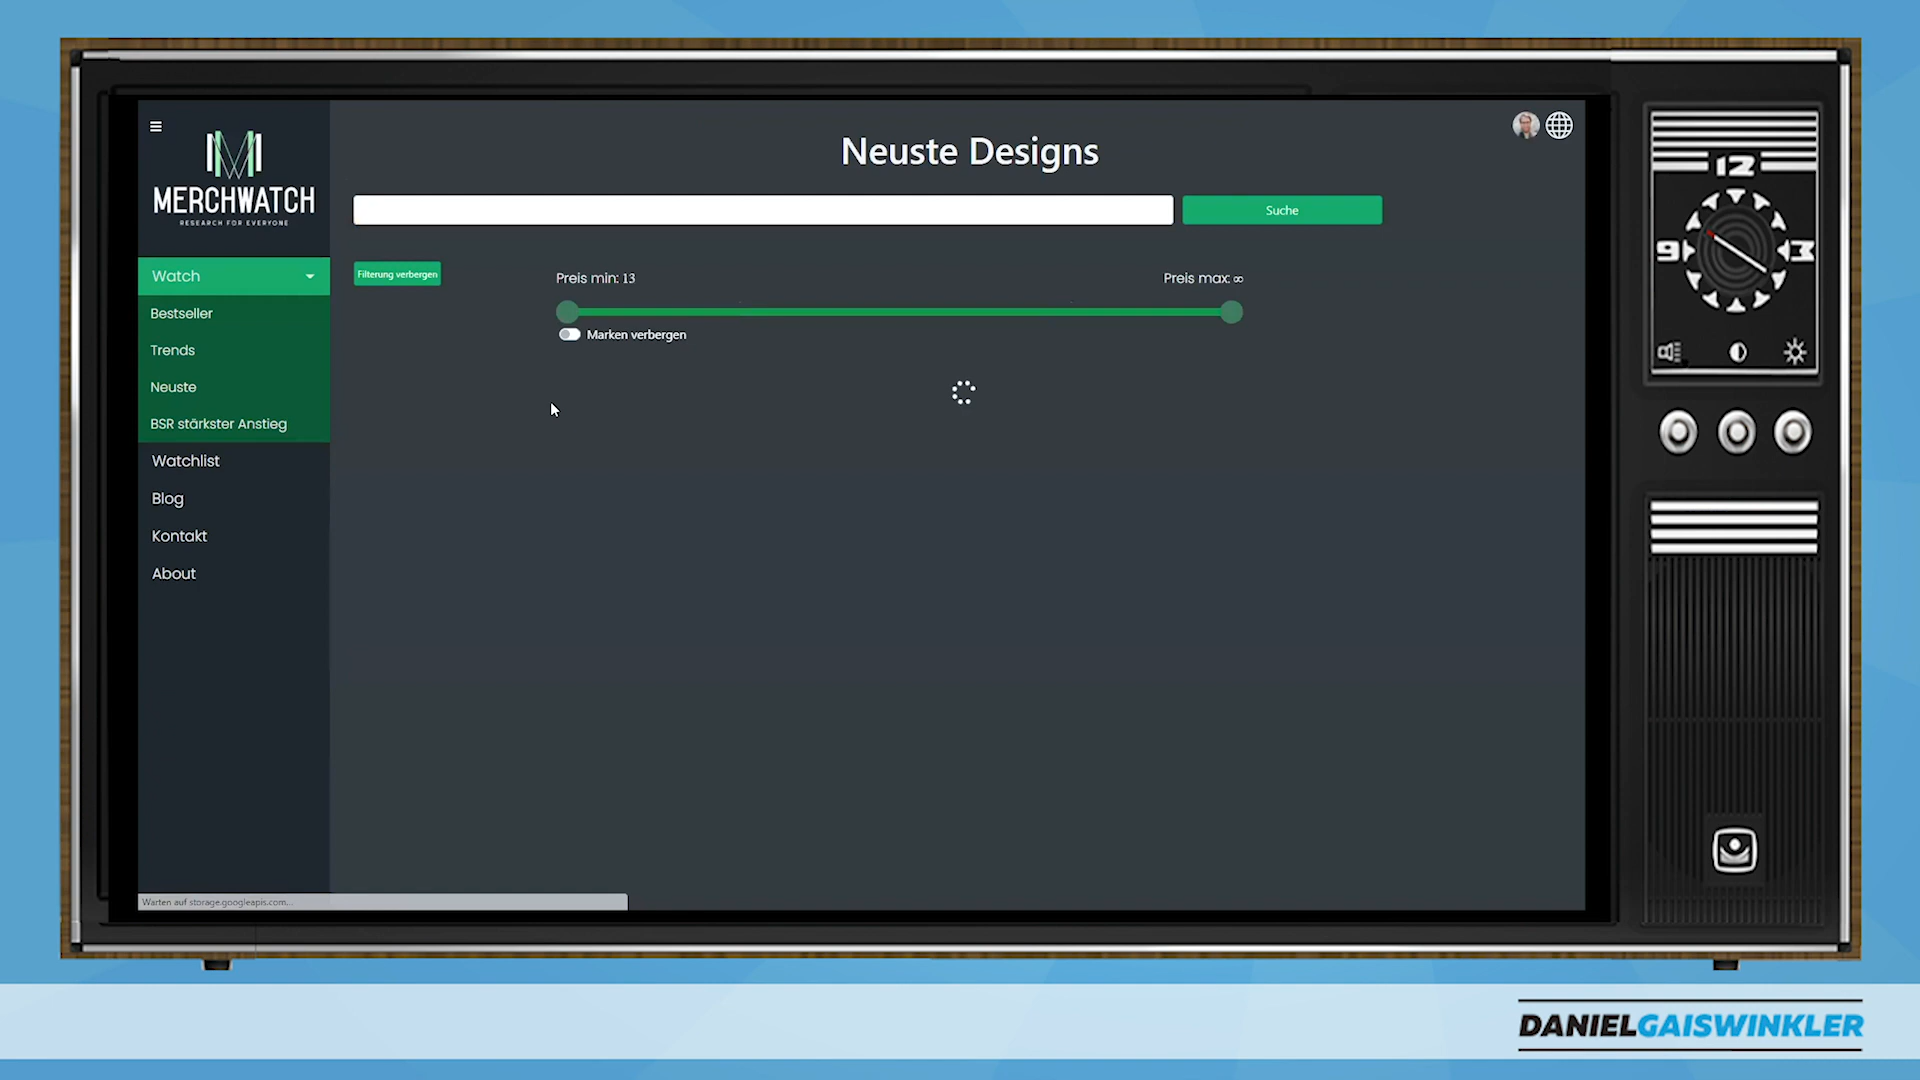 MERCHWATCH
RESEARCH FOR EVERYONE
Neuste Designs
Suche
Watch
Bestseller
Trends
Neuste
BSR stärkster Anstieg
Watchlist
Blog
Kontakt
About
Filterung verbergen
Preis min: 13
Preis max: ∞
Marken verbergen
Warten auf storage.googleapis.com...
12
9
3
DANIELGAISWINKLER